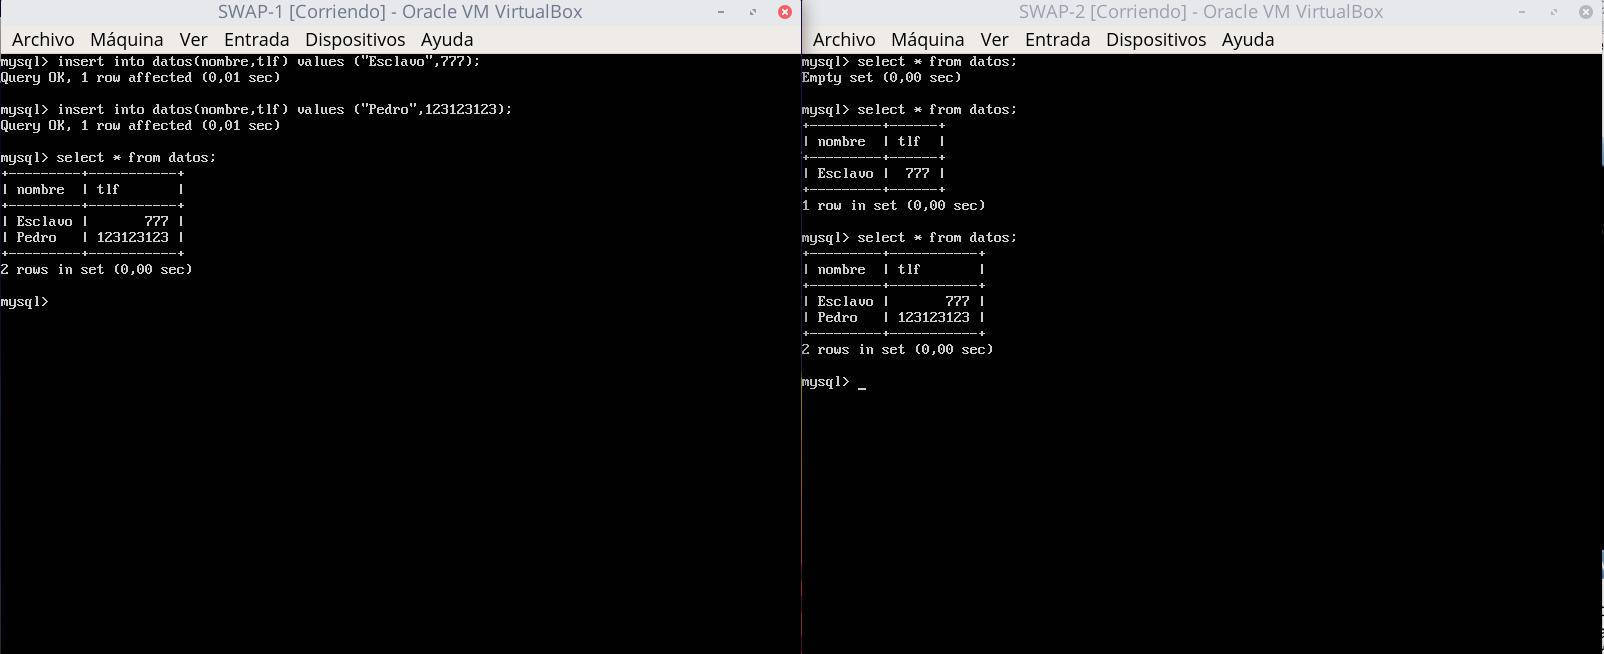 SWAP-1 [Corriendo] - Oracle VM VirtualBox
Archivo Máquina Ver Entrada Dispositivos Ayuda
mysql> insert into datos(nombre,tlf) values ("Esclavo",777);
Query OK, 1 row affected (0,01 sec)
mysql> insert into datos(nombre,tlf) values ("Pedro",123123123);
Query OK, 1 row affected (0,01 sec)
mysql> select * from datos;
+---------+-----------+
| nombre  | tlf       |
+---------+-----------+
| Esclavo |       777 |
| Pedro   | 123123123 |
+---------+-----------+
2 rows in set (0,00 sec)
mysql>
SWAP-2 [Corriendo] - Oracle VM VirtualBox
Archivo Máquina Ver Entrada Dispositivos Ayuda
mysql> select * from datos;
Empty set (0,00 sec)
mysql> select * from datos;
+---------+------+
| nombre  | tlf  |
+---------+------+
| Esclavo |  777 |
+---------+------+
1 row in set (0,00 sec)
mysql> select * from datos;
+---------+-----------+
| nombre  | tlf       |
+---------+-----------+
| Esclavo |       777 |
| Pedro   | 123123123 |
+---------+-----------+
2 rows in set (0,00 sec)
mysql> _